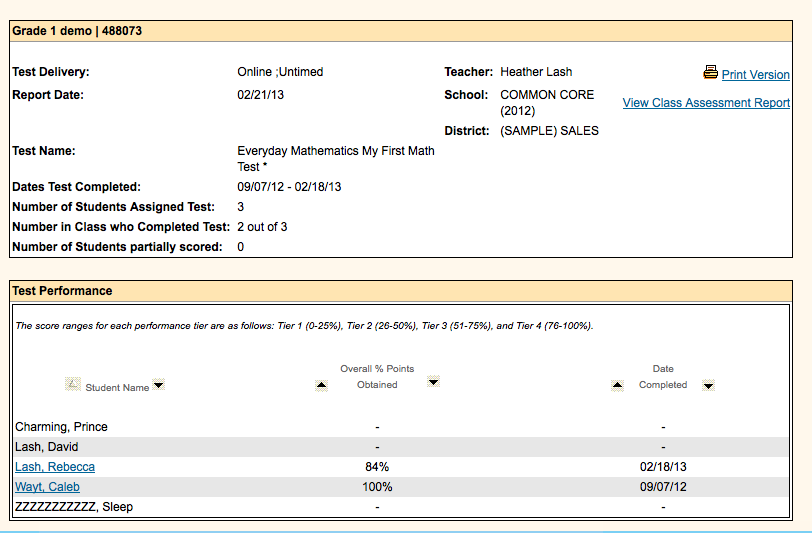 Grade 1 demo | 488073
Test Delivery: Online ;Untimed Teacher: Heather Lash Print Version
Report Date: 02/21/13 School: COMMON CORE (2012) View Class Assessment Report
District: (SAMPLE) SALES
Test Name: Everyday Mathematics My First Math Test *
Dates Test Completed: 09/07/12 - 02/18/13
Number of Students Assigned Test: 3
Number in Class who Completed Test: 2 out of 3
Number of Students partially scored: 0
Test Performance
The score ranges for each performance tier are as follows: Tier 1 (0-25%), Tier 2 (26-50%), Tier 3 (51-75%), and Tier 4 (76-100%).
Student Name Overall % Points Obtained Date Completed
Charming, Prince - -
Lash, David - -
Lash, Rebecca 84% 02/18/13
Wayt, Caleb 100% 09/07/12
ZZZZZZZZZZZ, Sleep - -